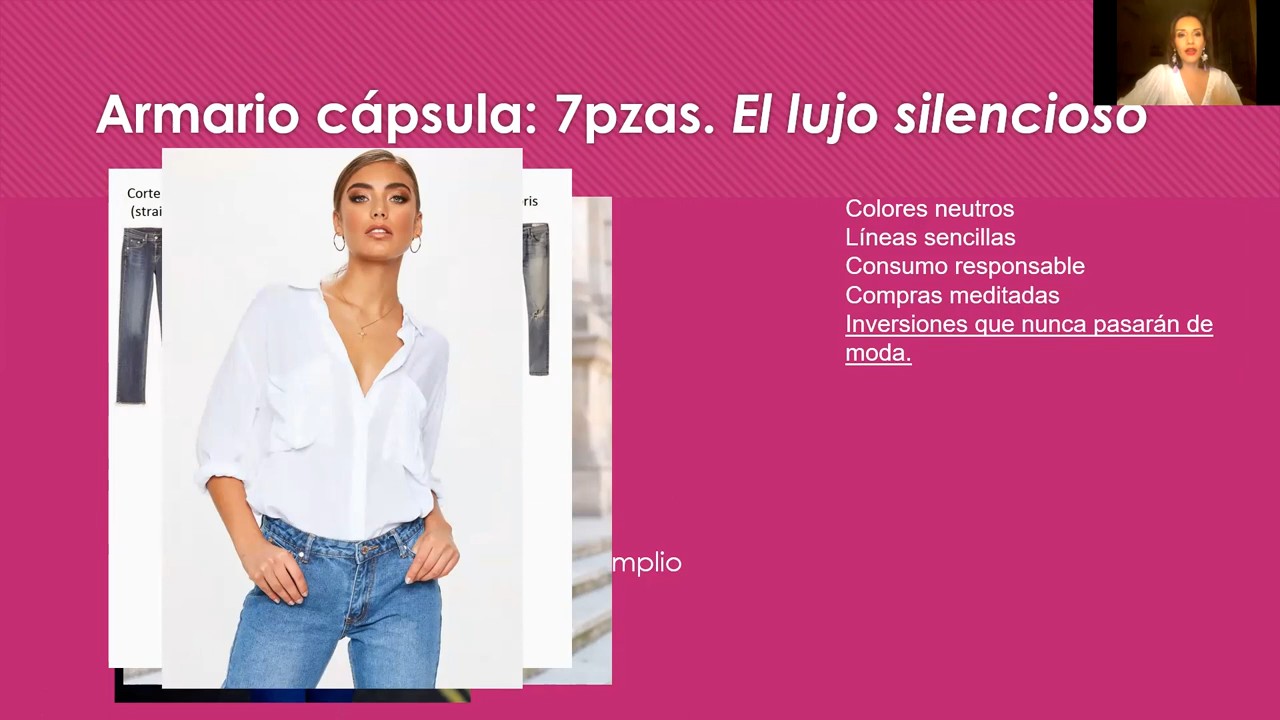 Armario cápsula: 7pzas. El lujo silencioso
Corte
(strai
Colores neutros
Líneas sencillas
Consumo responsable
Compras meditadas
Inversiones que nunca pasarán de
moda.
mplio